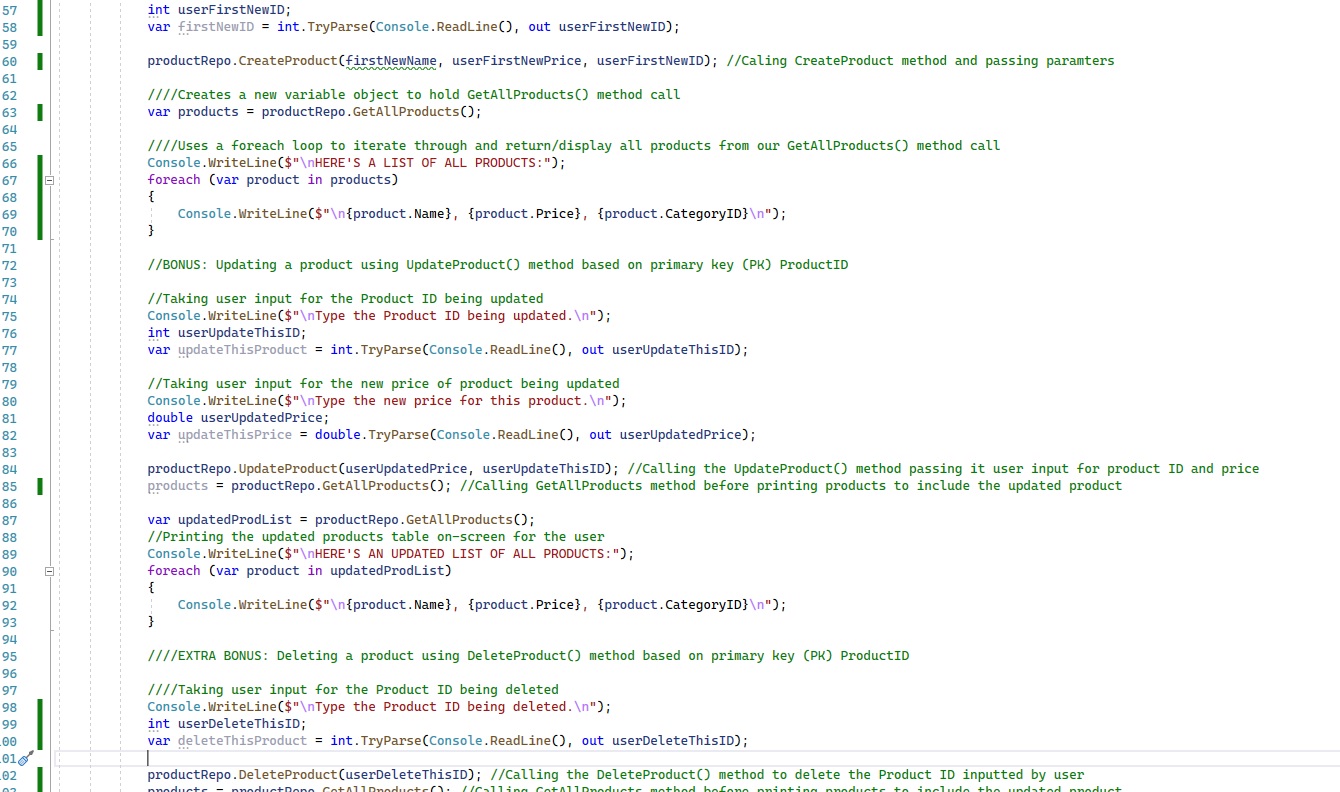 57 int userFirstNewID;
58 var firstNewID = int.TryParse(Console.ReadLine(), out userFirstNewID);
59
60 productRepo.CreateProduct(firstNewName, userFirstNewPrice, userFirstNewID); //Caling CreateProduct method and passing paramters
61
62 ////Creates a new variable object to hold GetAllProducts() method call
63 var products = productRepo.GetAllProducts();
64
65 ////Uses a foreach loop to iterate through and return/display all products from our GetAllProducts() method call
66 Console.WriteLine($"\nHERE'S A LIST OF ALL PRODUCTS:");
67 foreach (var product in products)
68 {
69 Console.WriteLine($"\n{product.Name}, {product.Price}, {product.CategoryID}\n");
70 }
71
72 //BONUS: Updating a product using UpdateProduct() method based on primary key (PK) ProductID
73
74 //Taking user input for the Product ID being updated
75 Console.WriteLine($"\nType the Product ID being updated.\n");
76 int userUpdateThisID;
77 var updateThisProduct = int.TryParse(Console.ReadLine(), out userUpdateThisID);
78
79 //Taking user input for the new price of product being updated
80 Console.WriteLine($"\nType the new price for this product.\n");
81 double userUpdatedPrice;
82 var updateThisPrice = double.TryParse(Console.ReadLine(), out userUpdatedPrice);
83
84 productRepo.UpdateProduct(userUpdatedPrice, userUpdateThisID); //Calling the UpdateProduct() method passing it user input for product ID and price
85 products = productRepo.GetAllProducts(); //Calling GetAllProducts method before printing products to include the updated product
86
87 var updatedProdList = productRepo.GetAllProducts();
88 //Printing the updated products table on-screen for the user
89 Console.WriteLine($"\nHERE'S AN UPDATED LIST OF ALL PRODUCTS:");
90 foreach (var product in updatedProdList)
91 {
92 Console.WriteLine($"\n{product.Name}, {product.Price}, {product.CategoryID}\n");
93 }
94
95 ////EXTRA BONUS: Deleting a product using DeleteProduct() method based on primary key (PK) ProductID
96
97 ////Taking user input for the Product ID being deleted
98 Console.WriteLine($"\nType the Product ID being deleted.\n");
99 int userDeleteThisID;
00 var deleteThisProduct = int.TryParse(Console.ReadLine(), out userDeleteThisID);
01
02 productRepo.DeleteProduct(userDeleteThisID); //Calling the DeleteProduct() method to delete the Product ID inputted by user
03 products = productRepo.GetAllProducts(); //Calling GetAllProducts method before printing products to include the updated product